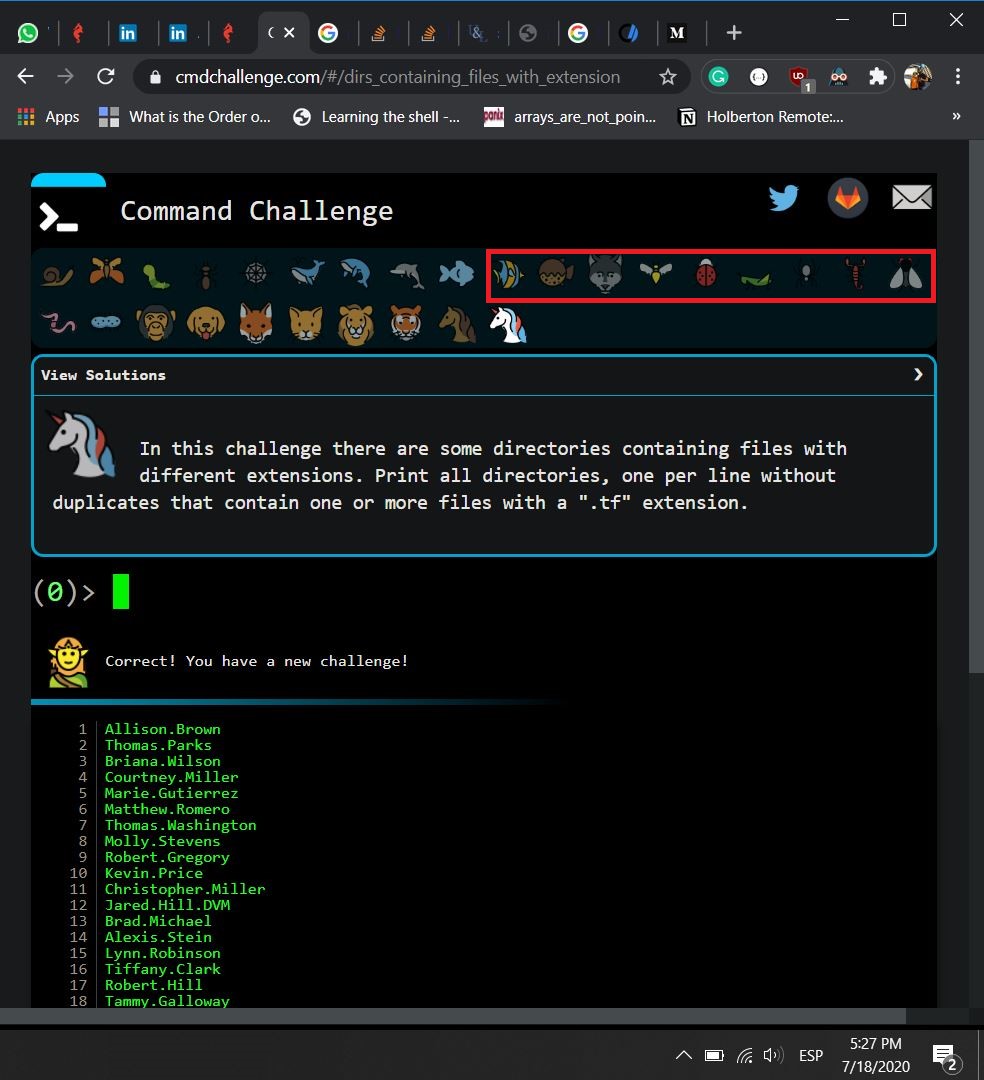 cmdchallenge.com/#/dirs_containing_files_with_extension
1
Apps What is the Order o... Learning the shell -... panix arrays_are_not_poin... Holberton Remote:... »
Command Challenge
View Solutions
In this challenge there are some directories containing files with
different extensions. Print all directories, one per line without
duplicates that contain one or more files with a ".tf" extension.
(0)>
Correct! You have a new challenge!
1 Allison.Brown
2 Thomas.Parks
3 Briana.Wilson
4 Courtney.Miller
5 Marie.Gutierrez
6 Matthew.Romero
7 Thomas.Washington
8 Molly.Stevens
9 Robert.Gregory
10 Kevin.Price
11 Christopher.Miller
12 Jared.Hill.DVM
13 Brad.Michael
14 Alexis.Stein
15 Lynn.Robinson
16 Tiffany.Clark
17 Robert.Hill
18 Tammy.Galloway
ESP
5:27 PM
7/18/2020
2